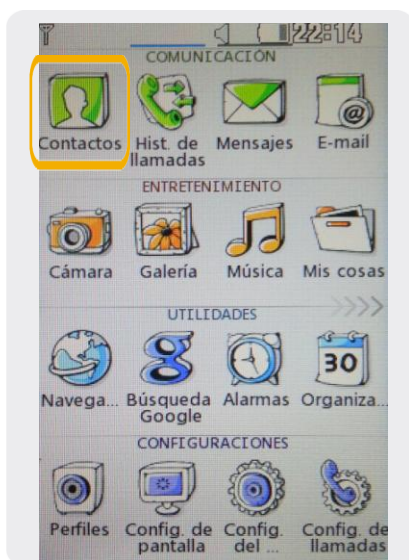 22:14
COMUNICACIÓN
Contactos Hist. de Mensajes E-mail
llamadas
@
ENTRETENIMIENTO
Cámara Galería Música Mis cosas
UTILIDADES
30
Navega... Búsqueda Alarmas Organiza...
Google
CONFIGURACIONES
Perfiles Config. de Config. Config. de
pantalla del ... llamadas